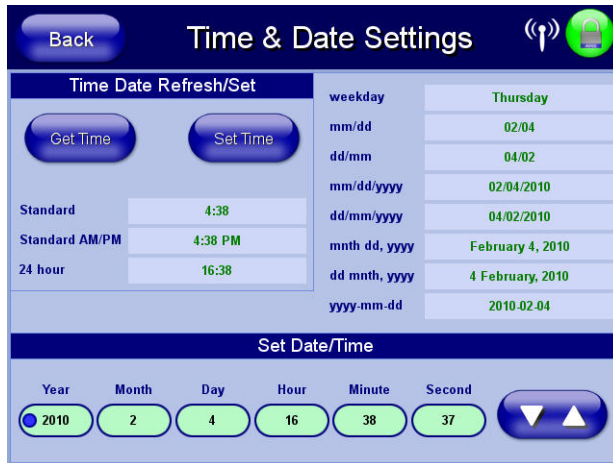 Back
Time & Date Settings
Time Date Refresh/Set
Get Time
Set Time
Standard 4:38
Standard AM/PM 4:38 PM
24 hour 16:38
weekday Thursday
mm/dd 02/04
dd/mm 04/02
mm/dd/yyyy 02/04/2010
dd/mm/yyyy 04/02/2010
mnth dd, yyyy February 4, 2010
dd mnth, yyyy 4 February, 2010
yyyy-mm-dd 2010-02-04
Set Date/Time
Year Month Day Hour Minute Second
2010 2 4 16 38 37